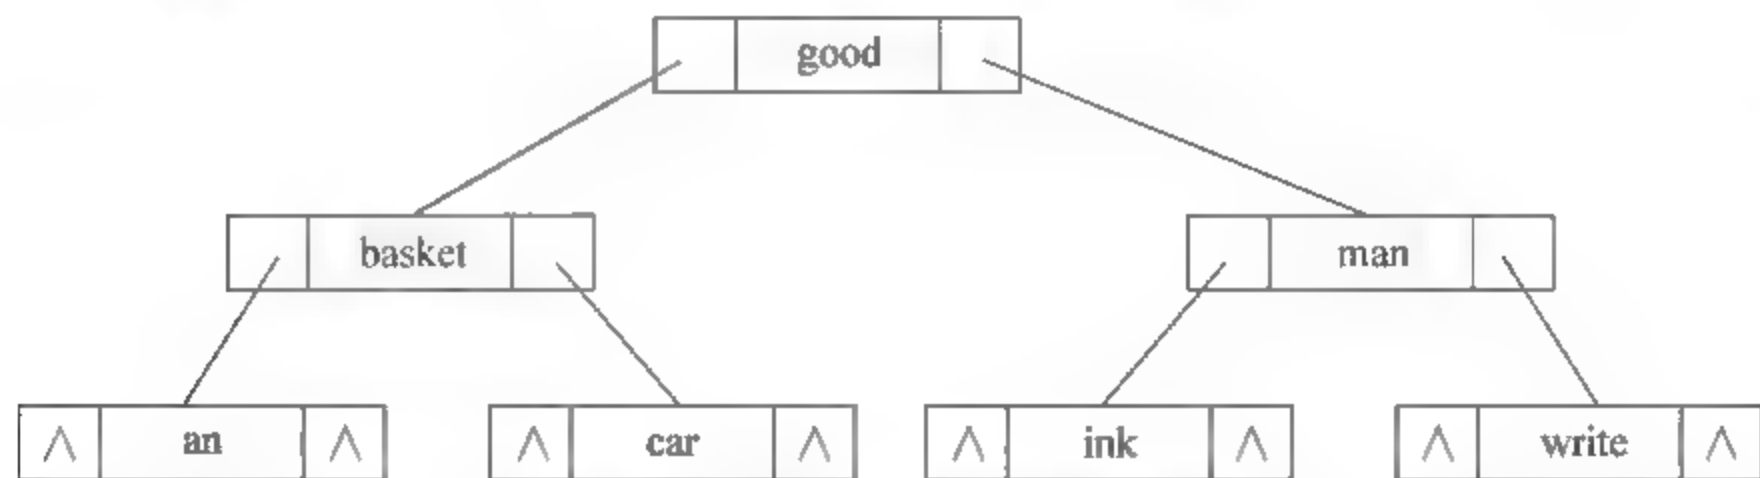 good
basket man
∧ an ∧ ∧ car ∧ ∧ ink ∧ ∧ write ∧